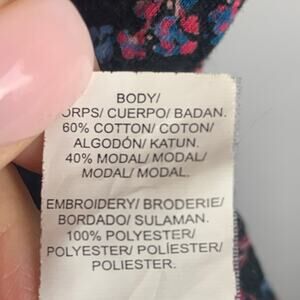 BODY/
ORPS/ CUERPO/ BADAN.
60% COTTON/ COTON/
ALGODÓN/ KATUN.
40% MODAL/ MODAL/
MODAL/ MODAL.
EMBROIDERY/ BRODERIE/
BORDADO/ SULAMAN.
100% POLYESTER/
POLYESTER/ POLIÉSTER/
POLIESTER.